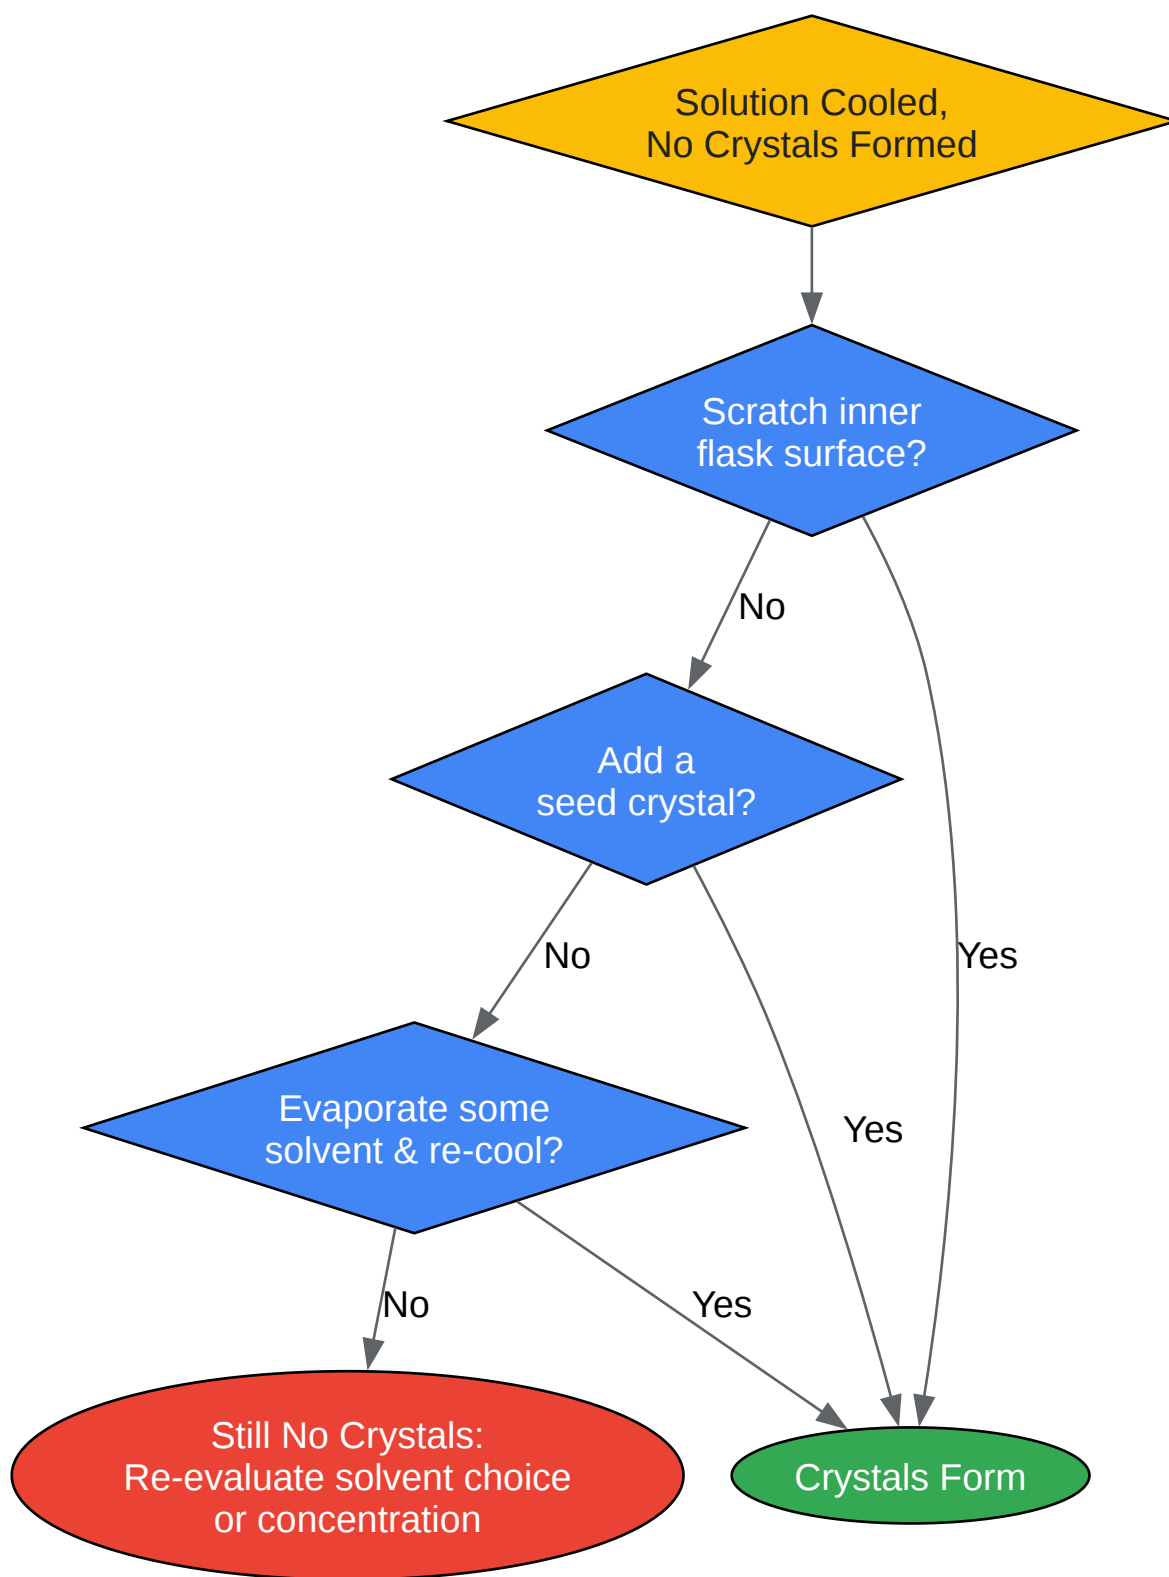 Solution Cooled,
No Crystals Formed
Scratch inner
flask surface?
No
Add a
seed crystal?
No
Yes
Evaporate some
solvent & re-cool?
Yes
No
Yes
Still No Crystals:
Re-evaluate solvent choice
or concentration
Crystals Form